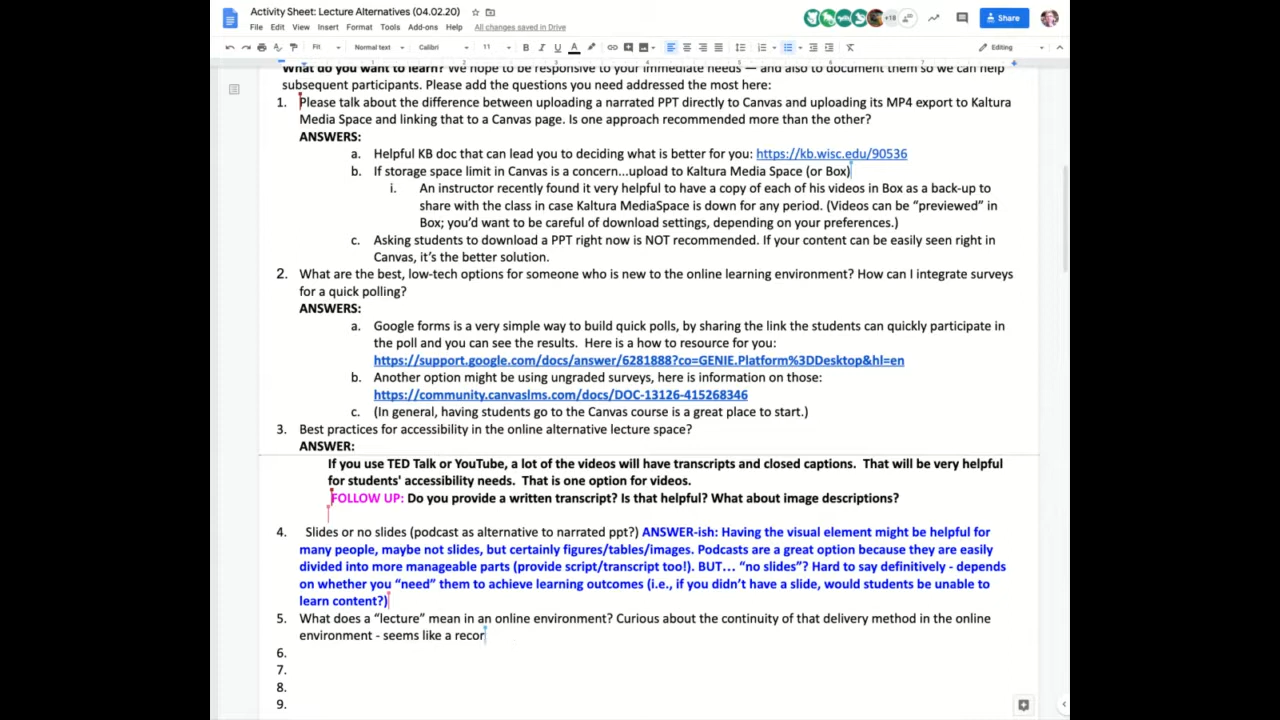 Activity Sheet: Lecture Alternatives (04.02.20)
File Edit View Insert Format Tools Add-ons Help All changes saved in Drive
+18
Share
Fit Normal text Calibri 11 B I U A Editing
1 2 3 4 5 6 7
What do you want to learn? We hope to be responsive to your immediate needs — and also to document them so we can help
subsequent participants. Please add the questions you need addressed the most here:
1. Please talk about the difference between uploading a narrated PPT directly to Canvas and uploading its MP4 export to Kaltura
Media Space and linking that to a Canvas page. Is one approach recommended more than the other?
ANSWERS:
a. Helpful KB doc that can lead you to deciding what is better for you: https://kb.wisc.edu/90536
b. If storage space limit in Canvas is a concern...upload to Kaltura Media Space (or Box)
i. An instructor recently found it very helpful to have a copy of each of his videos in Box as a back-up to
share with the class in case Kaltura MediaSpace is down for any period. (Videos can be “previewed” in
Box; you’d want to be careful of download settings, depending on your preferences.)
c. Asking students to download a PPT right now is NOT recommended. If your content can be easily seen right in
Canvas, it’s the better solution.
2. What are the best, low-tech options for someone who is new to the online learning environment? How can I integrate surveys
for a quick polling?
ANSWERS:
a. Google forms is a very simple way to build quick polls, by sharing the link the students can quickly participate in
the poll and you can see the results. Here is a how to resource for you:
https://support.google.com/docs/answer/6281888?co=GENIE.Platform%3DDesktop&hl=en
b. Another option might be using ungraded surveys, here is information on those:
https://community.canvaslms.com/docs/DOC-13126-415268346
c. (In general, having students go to the Canvas course is a great place to start.)
3. Best practices for accessibility in the online alternative lecture space?
ANSWER:
If you use TED Talk or YouTube, a lot of the videos will have transcripts and closed captions. That will be very helpful
for students' accessibility needs. That is one option for videos.
FOLLOW UP: Do you provide a written transcript? Is that helpful? What about image descriptions?
4. Slides or no slides (podcast as alternative to narrated ppt?) ANSWER-ish: Having the visual element might be helpful for
many people, maybe not slides, but certainly figures/tables/images. Podcasts are a great option because they are easily
divided into more manageable parts (provide script/transcript too!). BUT… “no slides”? Hard to say definitively - depends
on whether you “need” them to achieve learning outcomes (i.e., if you didn’t have a slide, would students be unable to
learn content?)
5. What does a “lecture” mean in an online environment? Curious about the continuity of that delivery method in the online
environment - seems like a recor
6.
7.
8.
9.